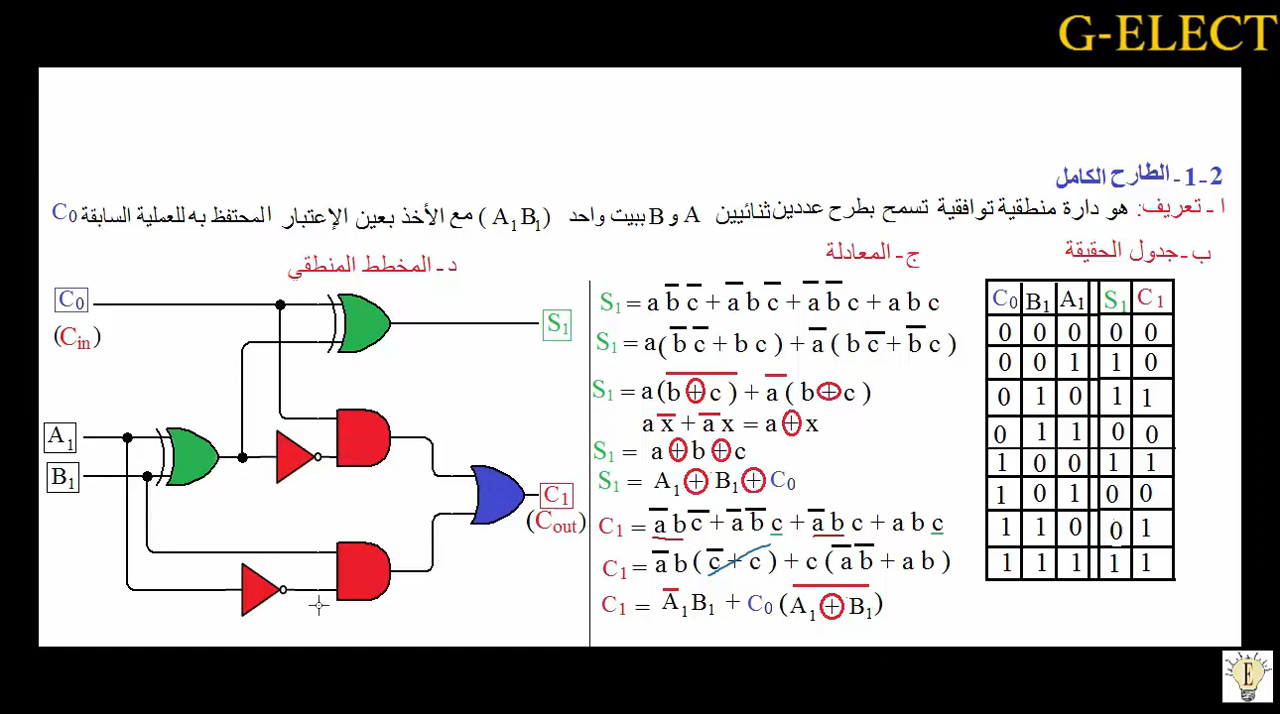 G-ELECT
2-1- الطارح الكامل
ا- تعريف: هو دارة منطقية توافقية تسمح بطرح عددين ثنائيين A و B ببيت واحد (A₁B₁) مع الأخذ بعين الإعتبار المحتفظ به للعملية السابقة C₀
ب- جدول الحقيقة
C₀ B₁ A₁ S₁ C₁
0 0 0 0 0
0 0 1 1 0
0 1 0 1 1
0 1 1 0 0
1 0 0 1 1
1 0 1 0 0
1 1 0 0 1
1 1 1 1 1
ج- المعادلة
S₁ = a b̅ c̅ + a̅ b c̅ + a̅ b̅ c + a b c
S₁ = a ( b̅ c̅ + b c ) + a̅ ( b c̅ + b̅ c )
S₁ = a ( b̅ ⊕̅ c̅ ) + a̅ ( b ⊕ c )
a x̅ + a̅ x = a ⊕ x
S₁ = a ⊕ b ⊕ c
S₁ = A₁ ⊕ B₁ ⊕ C₀
C₁ = a̅ b c̅ + a̅ b̅ c + a̅ b c + a b c
C₁ = a̅ b ( c̅ + c ) + c ( a̅ b̅ + a b )
C₁ = A̅₁ B₁ + C₀ ( A̅₁̅ ⊕̅ B̅₁̅ )
د- المخطط المنطقي
C₀
(Cin)
S₁
A₁
B₁
C₁
(Cout)
E